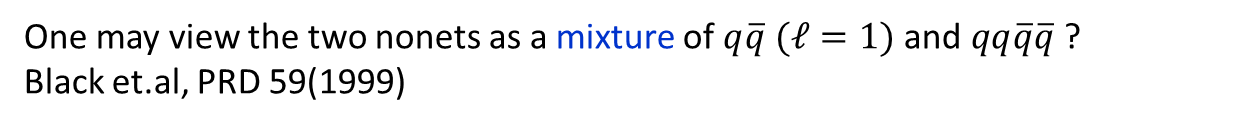 One may view the two nonets as a mixture of qq̄ (ℓ = 1) and qqq̄q̄ ?
Black et.al, PRD 59(1999)